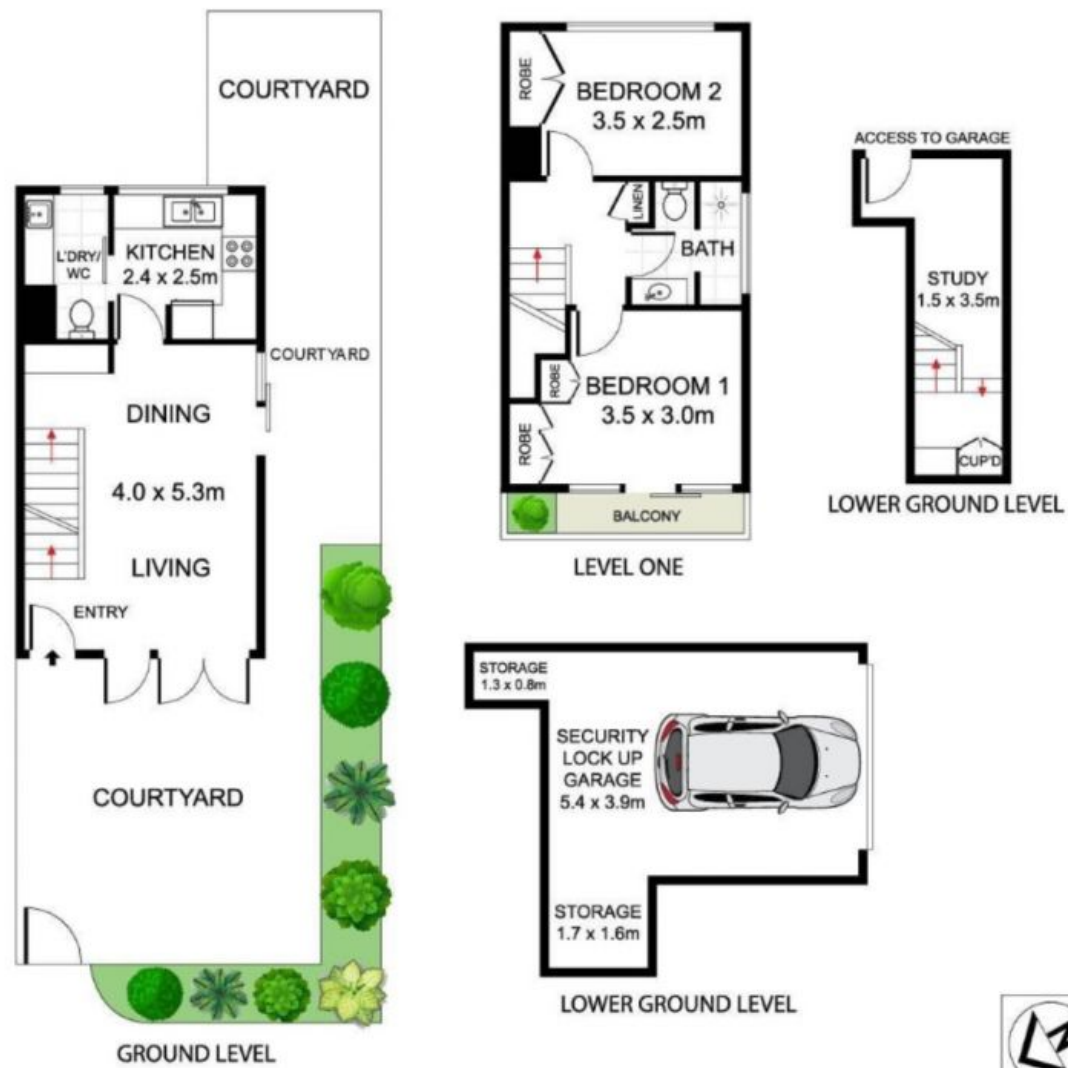 COURTYARD
L'DRY/
WC
KITCHEN
2.4 x 2.5m
COURTYARD
DINING
4.0 x 5.3m
LIVING
ENTRY
COURTYARD
GROUND LEVEL
ROBE
BEDROOM 2
3.5 x 2.5m
LINEN
BATH
ROBE
BEDROOM 1
3.5 x 3.0m
ROBE
BALCONY
LEVEL ONE
ACCESS TO GARAGE
STUDY
1.5 x 3.5m
CUP'D
LOWER GROUND LEVEL
STORAGE
1.3 x 0.8m
SECURITY
LOCK UP
GARAGE
5.4 x 3.9m
STORAGE
1.7 x 1.6m
LOWER GROUND LEVEL